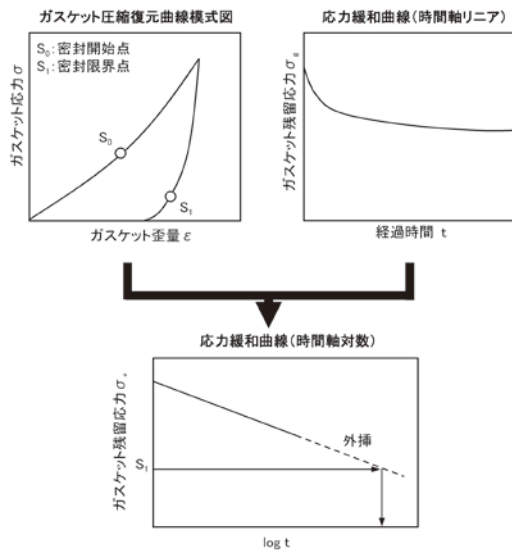 ガスケット圧縮復元曲線模式図
S₀：密封開始点
S₁：密封限界点
ガスケット応力σ
S₀
S₁
ガスケット歪量 ε
応力緩和曲線（時間軸リニア）
ガスケット残留応力σ
経過時間 t
応力緩和曲線（時間軸対数）
ガスケット残留応力σ
外挿
S₁
log t